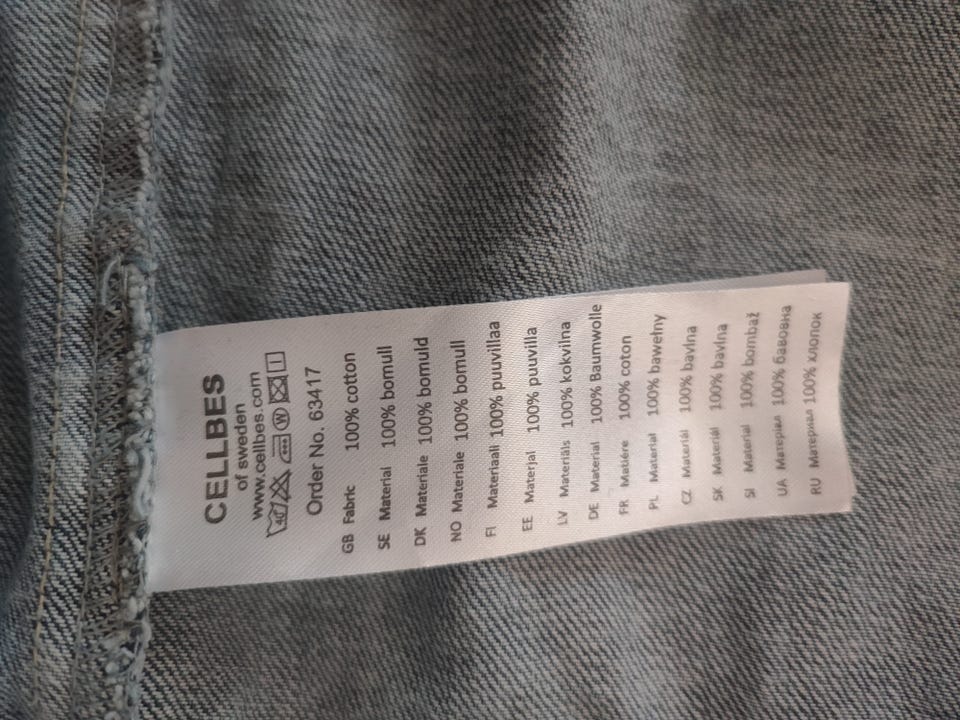 CELLBES
of sweden
www.cellbes.com
40 W
Order No. 63417
GB Fabric 100% cotton
SE Material 100% bomull
DK Materiale 100% bomuld
NO Materiale 100% bomull
FI Materiaali 100% puuvillaa
EE Materjal 100% puuvilla
LV Materiāls 100% kokvilna
DE Material 100% Baumwolle
FR Matière 100% coton
PL Materiał 100% bawełny
CZ Materiál 100% bavlna
SK Materiál 100% bavlna
SI Material 100% bombaž
UA Матеріал 100% бавовна
RU Материал 100% хлопок